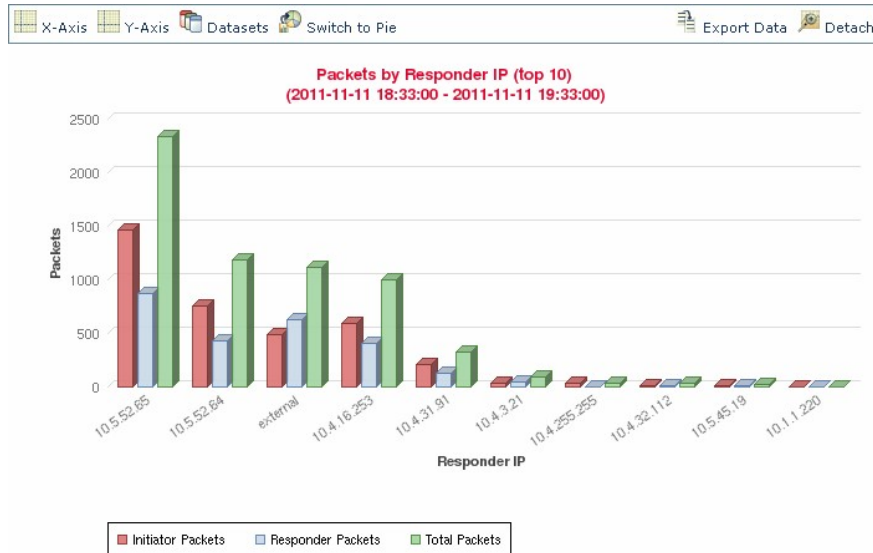 X-Axis Y-Axis Datasets Switch to Pie Export Data Detach
Packets by Responder IP (top 10)
(2011-11-11 18:33:00 - 2011-11-11 19:33:00)
2500
2000
1500
1000
500
0
Packets
10.5.52.65 10.5.52.64 external 10.4.16.253 10.4.31.91 10.4.3.21 10.4.255.255 10.4.32.112 10.5.45.19 10.1.1.220
Responder IP
Initiator Packets Responder Packets Total Packets